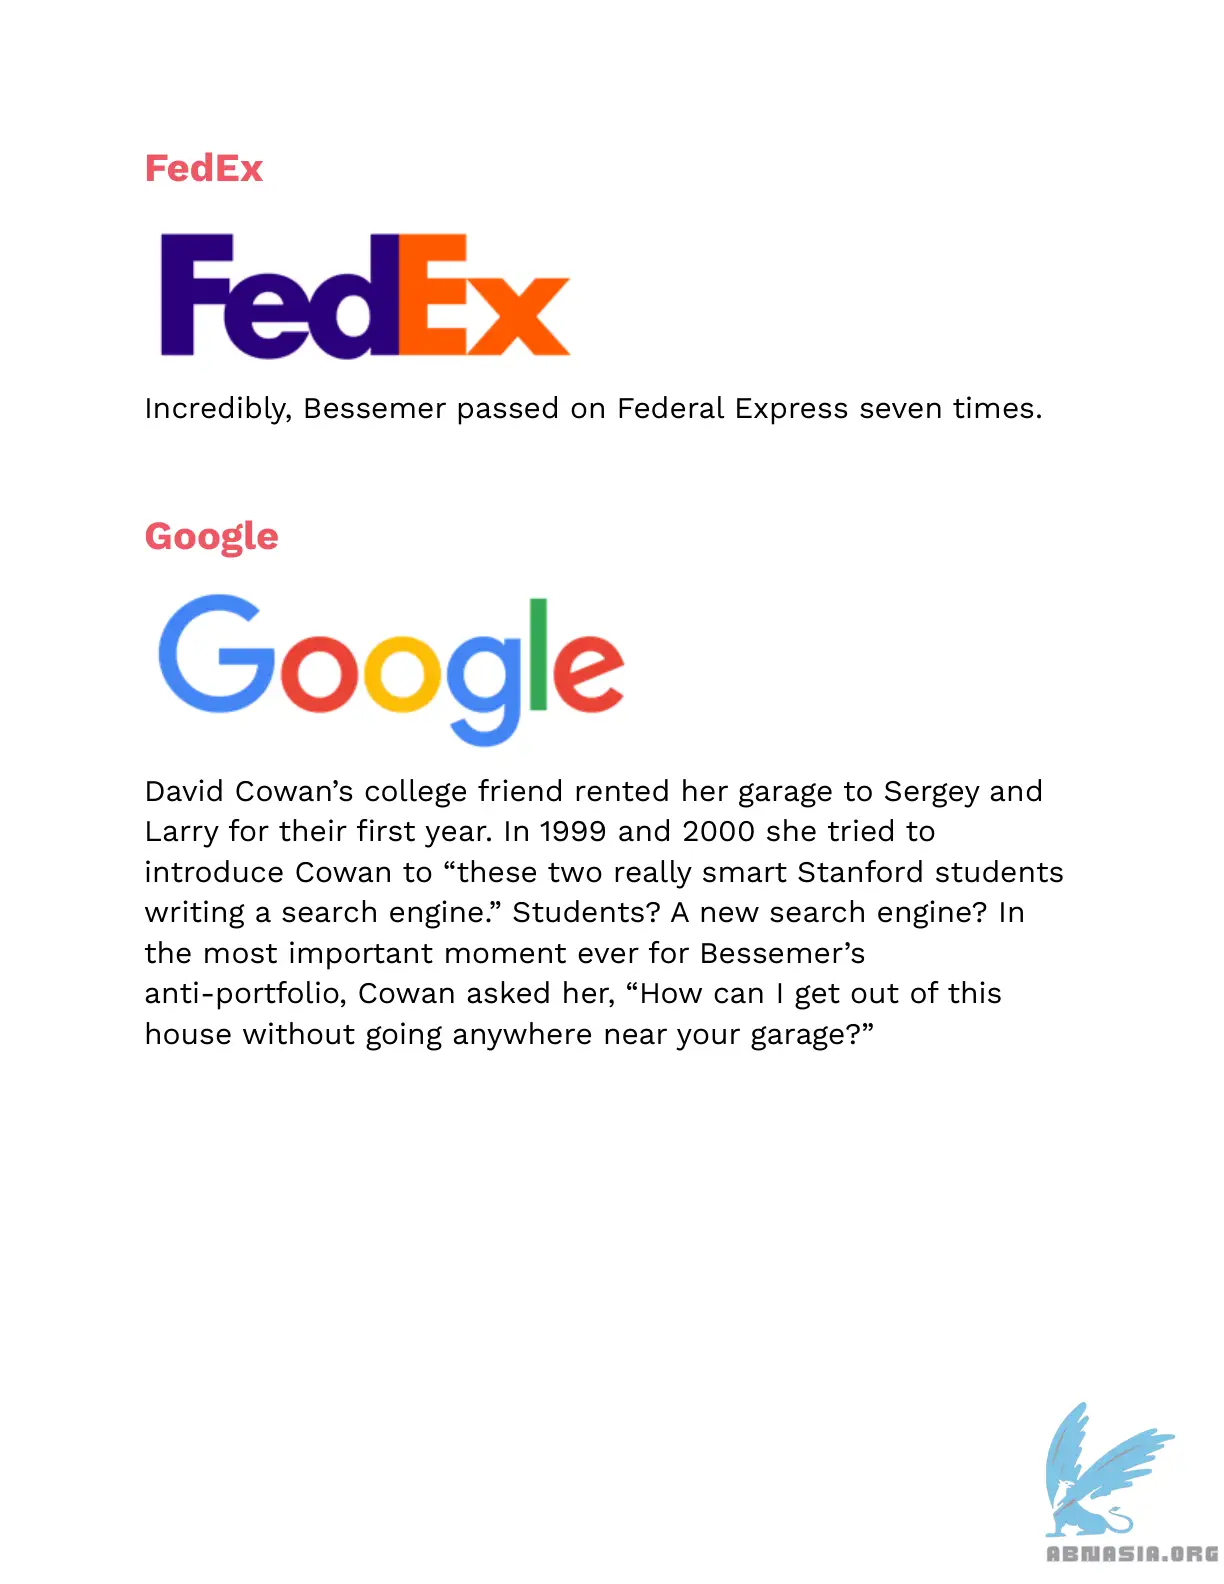 FedEx
FedEx
Incredibly, Bessemer passed on Federal Express seven times.
Google
Google
David Cowan’s college friend rented her garage to Sergey and
Larry for their first year. In 1999 and 2000 she tried to
introduce Cowan to “these two really smart Stanford students
writing a search engine.” Students? A new search engine? In
the most important moment ever for Bessemer’s
anti-portfolio, Cowan asked her, “How can I get out of this
house without going anywhere near your garage?”
ABNASIA.ORG